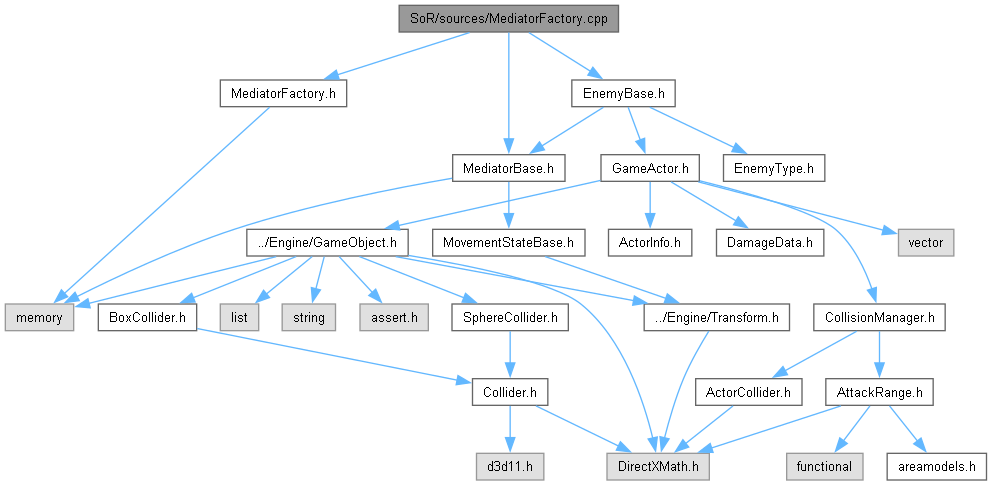 SoR/sources/MediatorFactory.cpp
MediatorFactory.h
EnemyBase.h
MediatorBase.h
GameActor.h
EnemyType.h
../Engine/GameObject.h
MovementStateBase.h
ActorInfo.h
DamageData.h
vector
memory
BoxCollider.h
list
string
assert.h
SphereCollider.h
../Engine/Transform.h
CollisionManager.h
Collider.h
ActorCollider.h
AttackRange.h
d3d11.h
DirectXMath.h
functional
areamodels.h